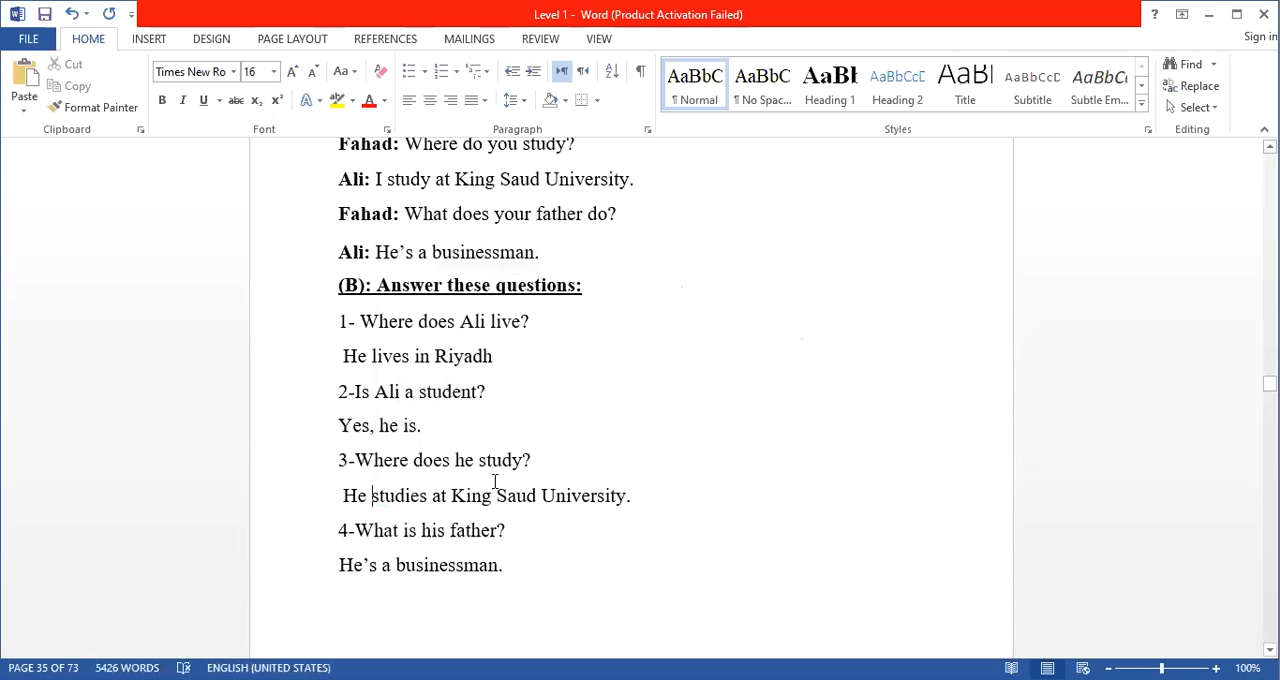 Level 1 - Word (Product Activation Failed)
FILE HOME INSERT DESIGN PAGE LAYOUT REFERENCES MAILINGS REVIEW VIEW Sign in
Paste
Cut
Copy
Format Painter
Clipboard
Times New Ro 16
Font
Paragraph
AaBbC AaBbC AaBl AaBbCcC AaBl AaBbCcD AaBbCc
¶ Normal ¶ No Spac... Heading 1 Heading 2 Title Subtitle Subtle Em...
Styles
Find
Replace
Select
Editing
Fahad: Where do you study?
Ali: I study at King Saud University.
Fahad: What does your father do?
Ali: He’s a businessman.
(B): Answer these questions:
1- Where does Ali live?
He lives in Riyadh
2-Is Ali a student?
Yes, he is.
3-Where does he study?
He studies at King Saud University.
4-What is his father?
He’s a businessman.
PAGE 35 OF 73 5426 WORDS ENGLISH (UNITED STATES) 100%